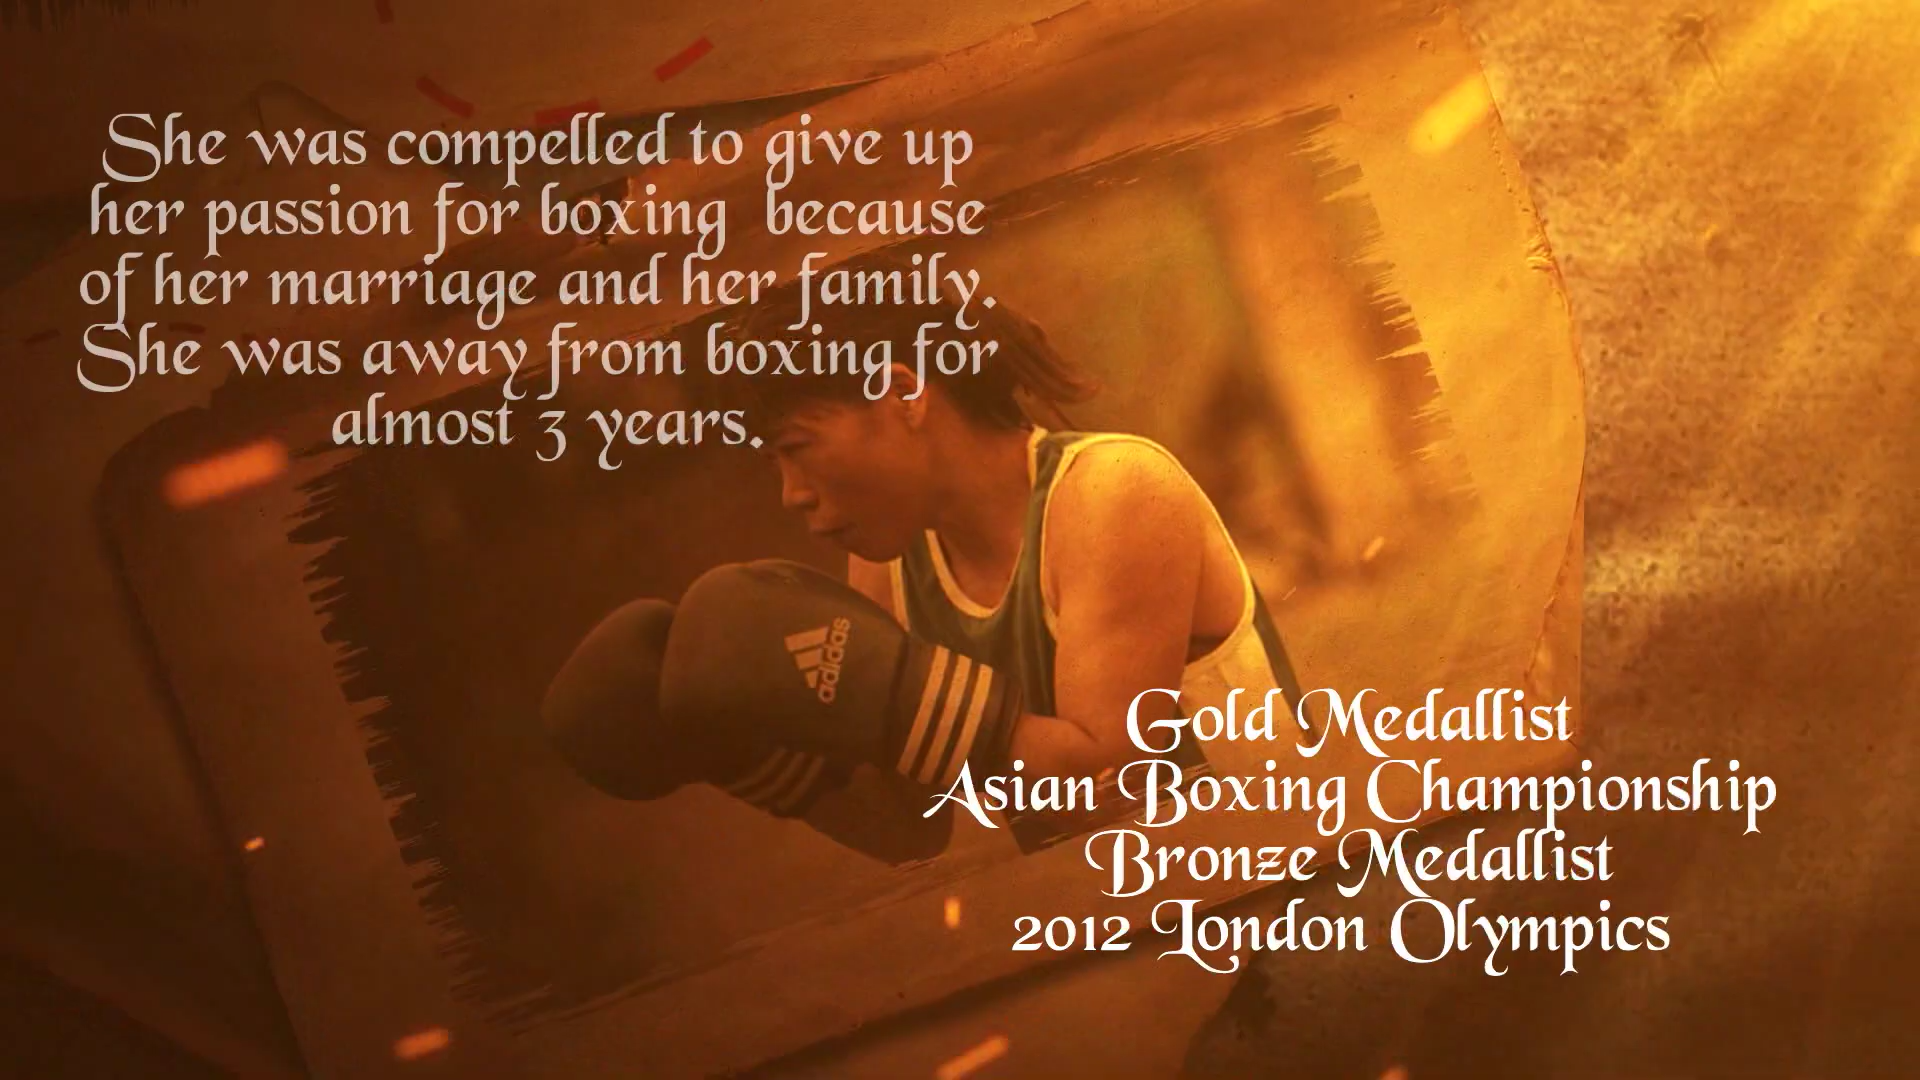 She was compelled to give up
her passion for boxing because
of her marriage and her family.
She was away from boxing for
almost 3 years.
adidas
Gold Medallist
Asian Boxing Championship
Bronze Medallist
2012 London Olympics